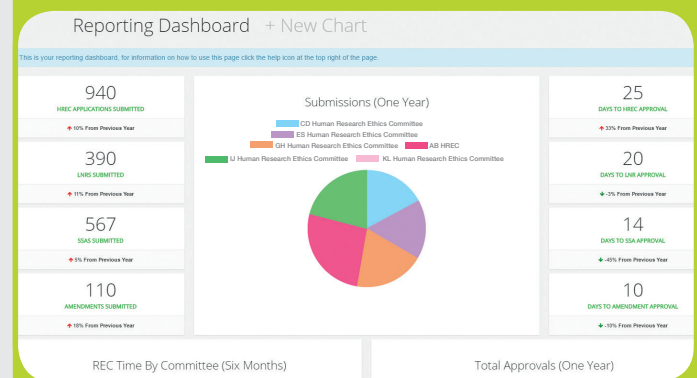 Reporting Dashboard + New Chart
This is your reporting dashboard, for information on how to use this page click the help icon at the top right of the page.
940
HREC APPLICATIONS SUBMITTED
10% From Previous Year
390
LNRS SUBMITTED
11% From Previous Year
567
SSAS SUBMITTED
5% From Previous Year
110
AMENDMENTS SUBMITTED
18% From Previous Year
Submissions (One Year)
CD Human Research Ethics Committee
ES Human Research Ethics Committee
GH Human Research Ethics Committee AB HREC
IJ Human Research Ethics Committee KL Human Research Ethics Committee
25
DAYS TO HREC APPROVAL
33% From Previous Year
20
DAYS TO LNR APPROVAL
-3% From Previous Year
14
DAYS TO SSA APPROVAL
-45% From Previous Year
10
DAYS TO AMENDMENT APPROVAL
-10% From Previous Year
REC Time By Committee (Six Months)
Total Approvals (One Year)